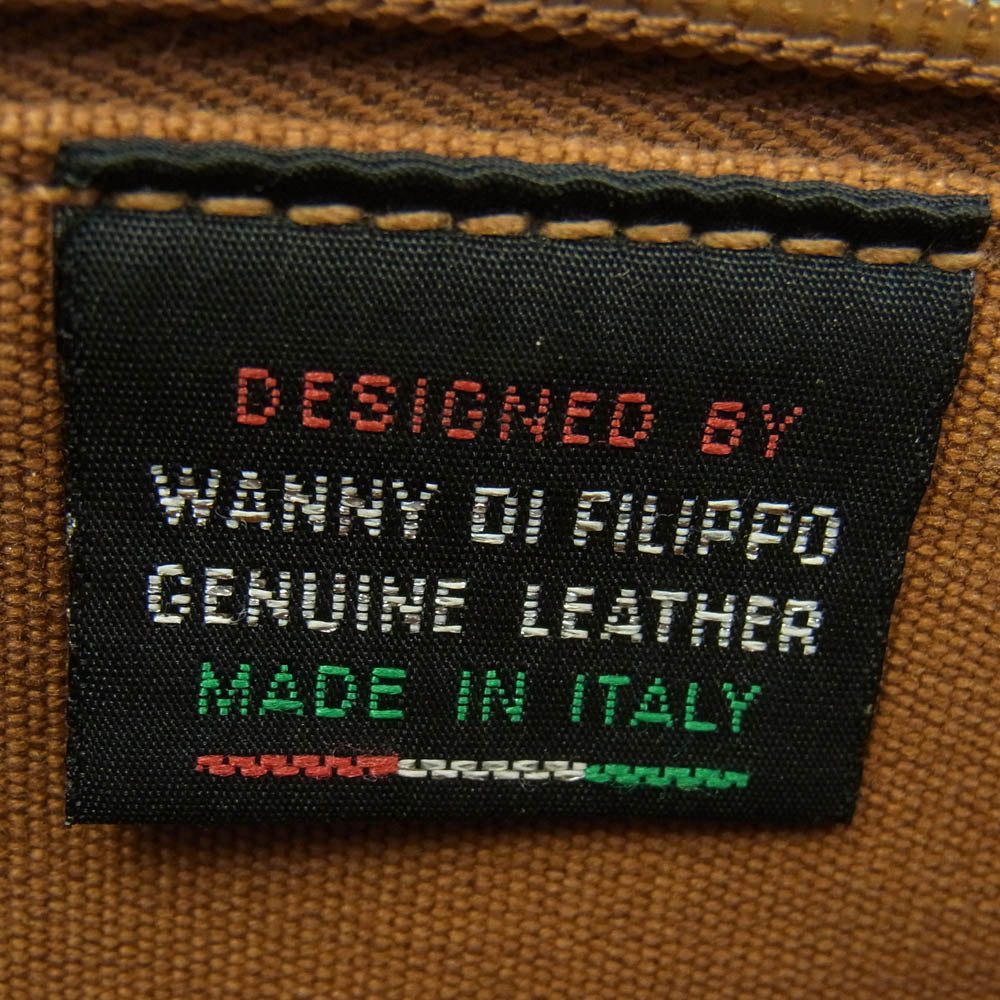 DESIGNED BY
WANNY DI FILIPPO
GENUINE LEATHER
MADE IN ITALY